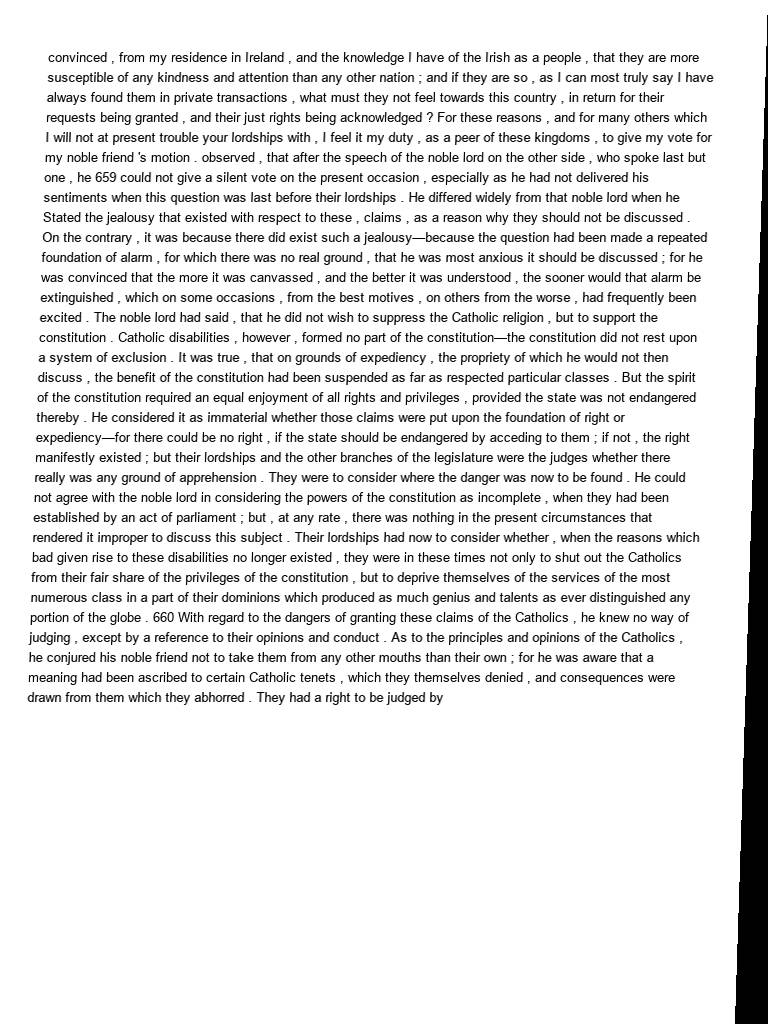 convinced , from my residence in Ireland , and the knowledge I have of the Irish as a people , that they are more
susceptible of any kindness and attention than any other nation ; and if they are so , as I can most truly say I have
always found them in private transactions , what must they not feel towards this country , in return for their
requests being granted , and their just rights being acknowledged ? For these reasons , and for many others which
I will not at present trouble your lordships with , I feel it my duty , as a peer of these kingdoms , to give my vote for
my noble friend 's motion . observed , that after the speech of the noble lord on the other side , who spoke last but
one , he 659 could not give a silent vote on the present occasion , especially as he had not delivered his
sentiments when this question was last before their lordships . He differed widely from that noble lord when he
Stated the jealousy that existed with respect to these , claims , as a reason why they should not be discussed .
On the contrary , it was because there did exist such a jealousy—because the question had been made a repeated
foundation of alarm , for which there was no real ground , that he was most anxious it should be discussed ; for he
was convinced that the more it was canvassed , and the better it was understood , the sooner would that alarm be
extinguished , which on some occasions , from the best motives , on others from the worse , had frequently been
excited . The noble lord had said , that he did not wish to suppress the Catholic religion , but to support the
constitution . Catholic disabilities , however , formed no part of the constitution—the constitution did not rest upon
a system of exclusion . It was true , that on grounds of expediency , the propriety of which he would not then
discuss , the benefit of the constitution had been suspended as far as respected particular classes . But the spirit
of the constitution required an equal enjoyment of all rights and privileges , provided the state was not endangered
thereby . He considered it as immaterial whether those claims were put upon the foundation of right or
expediency—for there could be no right , if the state should be endangered by acceding to them ; if not , the right
manifestly existed ; but their lordships and the other branches of the legislature were the judges whether there
really was any ground of apprehension . They were to consider where the danger was now to be found . He could
not agree with the noble lord in considering the powers of the constitution as incomplete , when they had been
established by an act of parliament ; but , at any rate , there was nothing in the present circumstances that
rendered it improper to discuss this subject . Their lordships had now to consider whether , when the reasons which
bad given rise to these disabilities no longer existed , they were in these times not only to shut out the Catholics
from their fair share of the privileges of the constitution , but to deprive themselves of the services of the most
numerous class in a part of their dominions which produced as much genius and talents as ever distinguished any
portion of the globe . 660 With regard to the dangers of granting these claims of the Catholics , he knew no way of
judging , except by a reference to their opinions and conduct . As to the principles and opinions of the Catholics ,
he conjured his noble friend not to take them from any other mouths than their own ; for he was aware that a
meaning had been ascribed to certain Catholic tenets , which they themselves denied , and consequences were
drawn from them which they abhorred . They had a right to be judged by